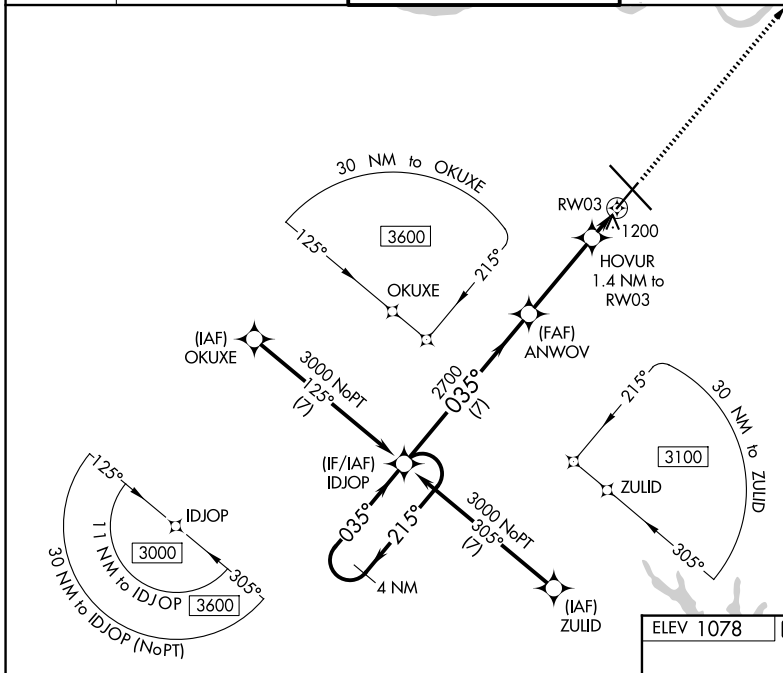 30 NM to OKUXE
3600
125°
215°
OKUXE
RW03
1200
HOVUR
1.4 NM to
RW03
(FAF)
ANWOV
(IAF)
OKUXE
3000 NoPT
125°
(7)
2700
035°
(7)
(IF/IAF)
IDJOP
215°
30 NM to ZULID
3100
ZULID
305°
3000 NoPT
305°
(7)
(IAF)
ZULID
035°
215°
4 NM
125°
IDJOP
3000
11 NM to IDJOP
3600
305°
30 NM to IDJOP (NoPT)
ELEV 1078